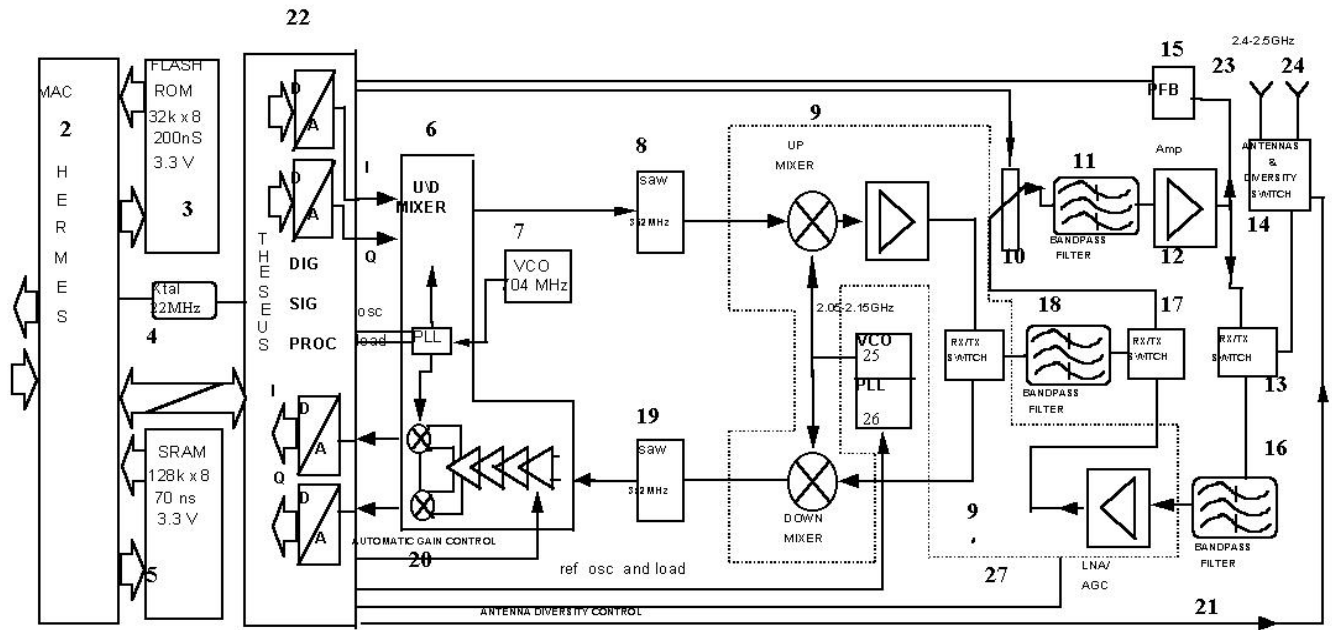 22
2.4-2.5GHz
15
23
24
FLASH
ROM
32k x 8
200nS
3.3 V
3
MAC
2
H
E
R
M
E
S
D
A
D
A
I
Q
6
U\D
MIXER
8
saw
352MHz
9
UP
MIXER
PFB
Amp
11
BANDPASS
FILTER
10
12
ANTENNAS
&
DIVERSITY
SWITCH
14
7
VCO
704 MHz
T
H
E
S
E
U
S
DIG
SIG
PROC
Xtal
22MHz
4
osc
load
PLL
2.05-2.15GHz
VCO
25
PLL
26
RX/TX
SWITCH
18
BANDPASS
FILTER
17
RX/TX
SWITCH
RX/TX
SWITCH
13
I
D
A
Q
D
A
SRAM
128k x 8
70 ns
3.3 V
5
19
saw
352MHz
DOWN
MIXER
9
,
16
BANDPASS
FILTER
LNA/
AGC
27
AUTOMATIC GAIN CONTROL
20
ref osc and load
ANTENNA DIVERSITY CONTROL
21